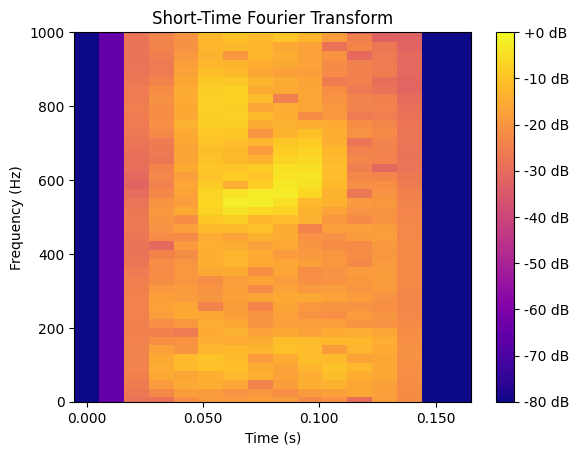 Short-Time Fourier Transform
Frequency (Hz)
1000
800
600
400
200
0
0.000
0.050
0.100
0.150
Time (s)
+0 dB
-10 dB
-20 dB
-30 dB
-40 dB
-50 dB
-60 dB
-70 dB
-80 dB